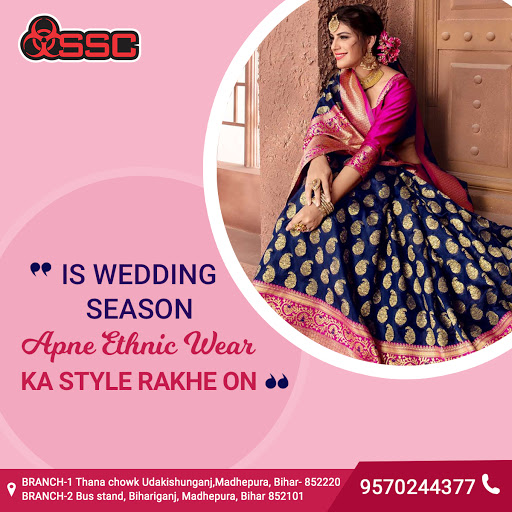 SSC
❞ IS WEDDING
SEASON
Apne Ethnic Wear
KA STYLE RAKHE ON ❝
BRANCH-1 Thana chowk Udakishunganj,Madhepura, Bihar- 852220
BRANCH-2 Bus stand, Bihariganj, Madhepura, Bihar 852101
9570244377